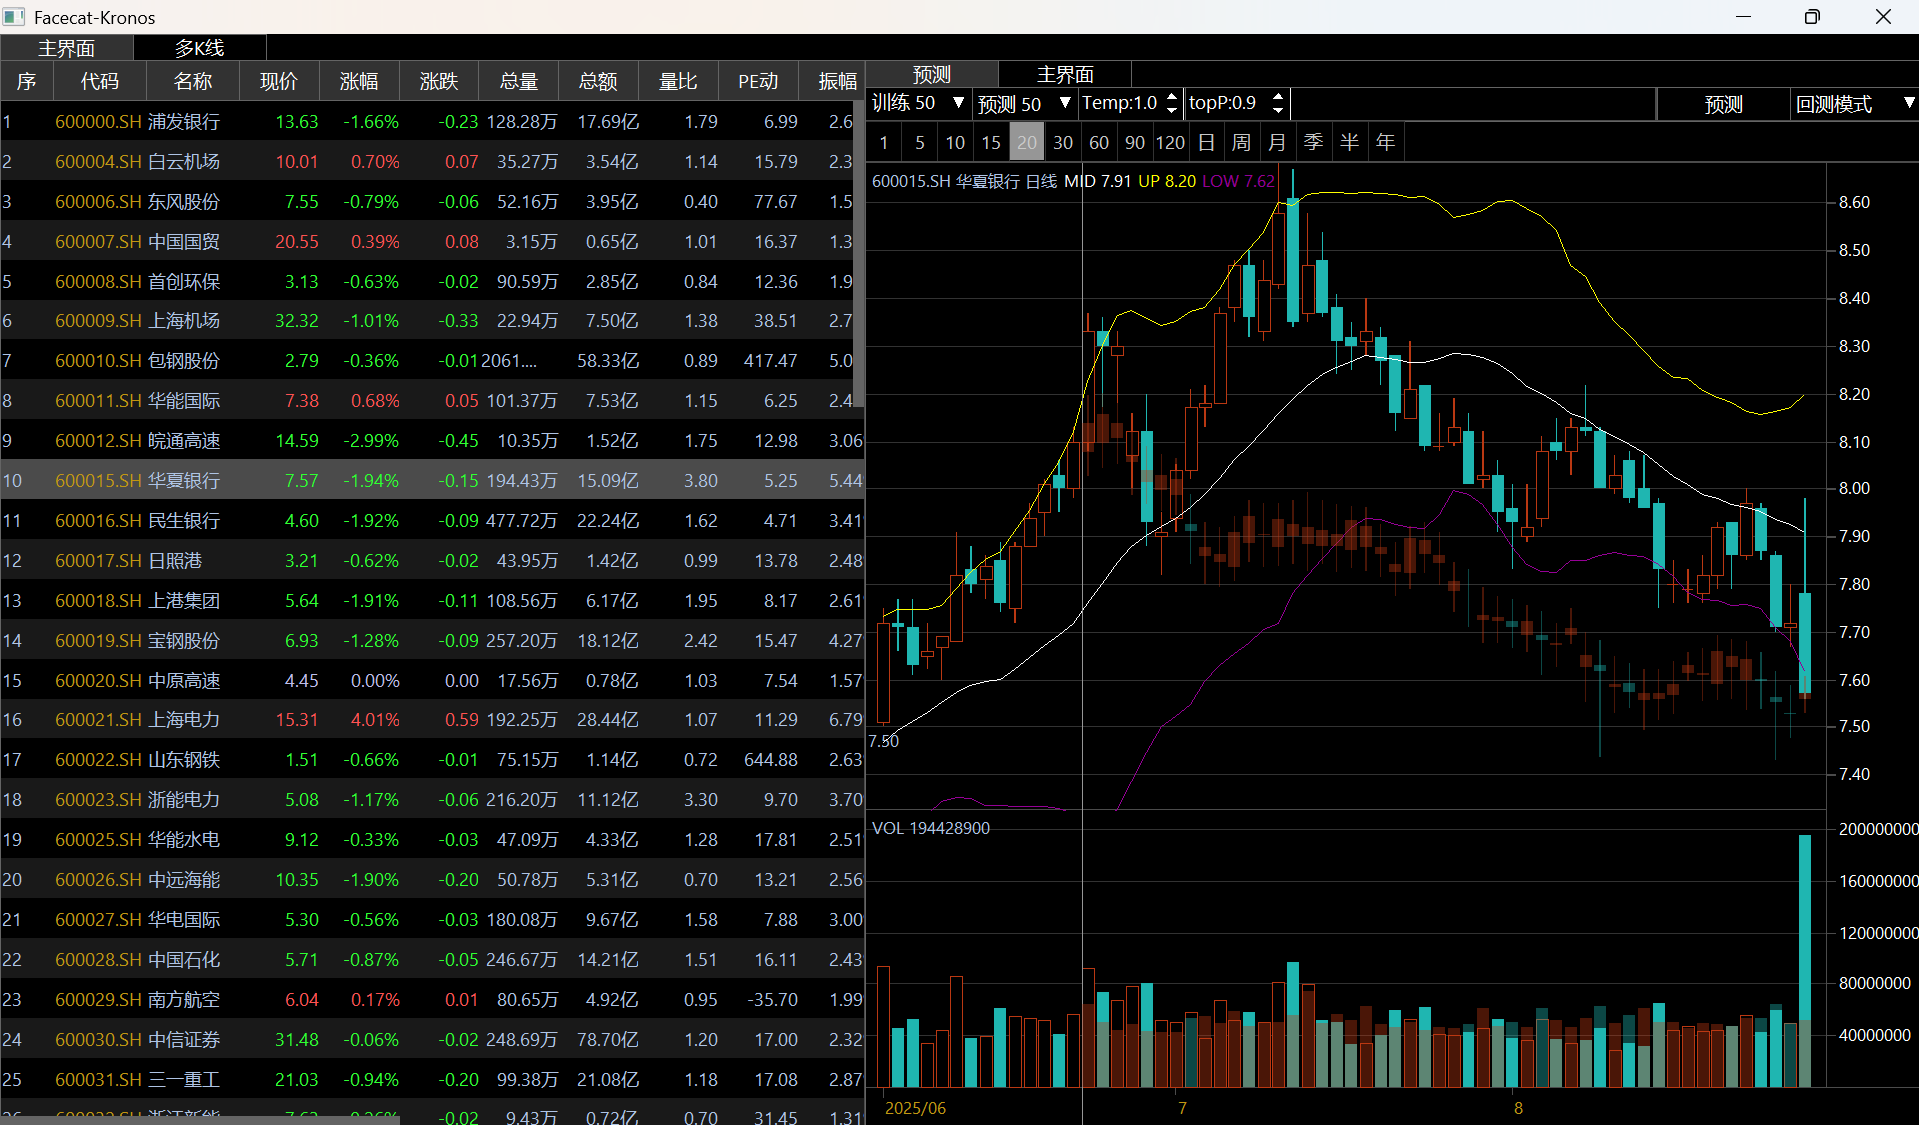 Facecat-Kronos
主界面 多K线
序 代码 名称 现价 涨幅 涨跌 总量 总额 量比 PE动 振幅
1 600000.SH 浦发银行 13.63 -1.66% -0.23 128.28万 17.69亿 1.79 6.99 2.6
2 600004.SH 白云机场 10.01 0.70% 0.07 35.27万 3.54亿 1.14 15.79 2.3
3 600006.SH 东风股份 7.55 -0.79% -0.06 52.16万 3.95亿 0.40 77.67 1.5
4 600007.SH 中国国贸 20.55 0.39% 0.08 3.15万 0.65亿 1.01 16.37 1.3
5 600008.SH 首创环保 3.13 -0.63% -0.02 90.59万 2.85亿 0.84 12.36 1.9
6 600009.SH 上海机场 32.32 -1.01% -0.33 22.94万 7.50亿 1.38 38.51 2.7
7 600010.SH 包钢股份 2.79 -0.36% -0.01 2061.... 58.33亿 0.89 417.47 5.0
8 600011.SH 华能国际 7.38 0.68% 0.05 101.37万 7.53亿 1.15 6.25 2.4
9 600012.SH 皖通高速 14.59 -2.99% -0.45 10.35万 1.52亿 1.75 12.98 3.06
10 600015.SH 华夏银行 7.57 -1.94% -0.15 194.43万 15.09亿 3.80 5.25 5.44
11 600016.SH 民生银行 4.60 -1.92% -0.09 477.72万 22.24亿 1.62 4.71 3.41
12 600017.SH 日照港 3.21 -0.62% -0.02 43.95万 1.42亿 0.99 13.78 2.48
13 600018.SH 上港集团 5.64 -1.91% -0.11 108.56万 6.17亿 1.95 8.17 2.61
14 600019.SH 宝钢股份 6.93 -1.28% -0.09 257.20万 18.12亿 2.42 15.47 4.27
15 600020.SH 中原高速 4.45 0.00% 0.00 17.56万 0.78亿 1.03 7.54 1.57
16 600021.SH 上海电力 15.31 4.01% 0.59 192.25万 28.44亿 1.07 11.29 6.79
17 600022.SH 山东钢铁 1.51 -0.66% -0.01 75.15万 1.14亿 0.72 644.88 2.63
18 600023.SH 浙能电力 5.08 -1.17% -0.06 216.20万 11.12亿 3.30 9.70 3.70
19 600025.SH 华能水电 9.12 -0.33% -0.03 47.09万 4.33亿 1.28 17.81 2.51
20 600026.SH 中远海能 10.35 -1.90% -0.20 50.78万 5.31亿 0.70 13.21 2.56
21 600027.SH 华电国际 5.30 -0.56% -0.03 180.08万 9.67亿 1.58 7.88 3.00
22 600028.SH 中国石化 5.71 -0.87% -0.05 246.67万 14.21亿 1.51 16.11 2.43
23 600029.SH 南方航空 6.04 0.17% 0.01 80.65万 4.92亿 0.95 -35.70 1.99
24 600030.SH 中信证券 31.48 -0.06% -0.02 248.69万 78.70亿 1.20 17.00 2.32
25 600031.SH 三一重工 21.03 -0.94% -0.20 99.38万 21.08亿 1.18 17.08 2.87
-0.02 9.43万 0.72亿 0.70 31.45 1.31
预测 主界面
训练 50 ▼ 预测 50 ▼ Temp:1.0 topP:0.9 预测 回测模式 ▼
1 5 10 15 20 30 60 90 120 日 周 月 季 半 年
600015.SH 华夏银行 日线 MID 7.91 UP 8.20 LOW 7.62
8.60
8.50
8.40
8.30
8.20
8.10
8.00
7.90
7.80
7.70
7.60
7.50
7.40
7.50
VOL 194428900
200000000
160000000
120000000
80000000
40000000
2025/06 7 8